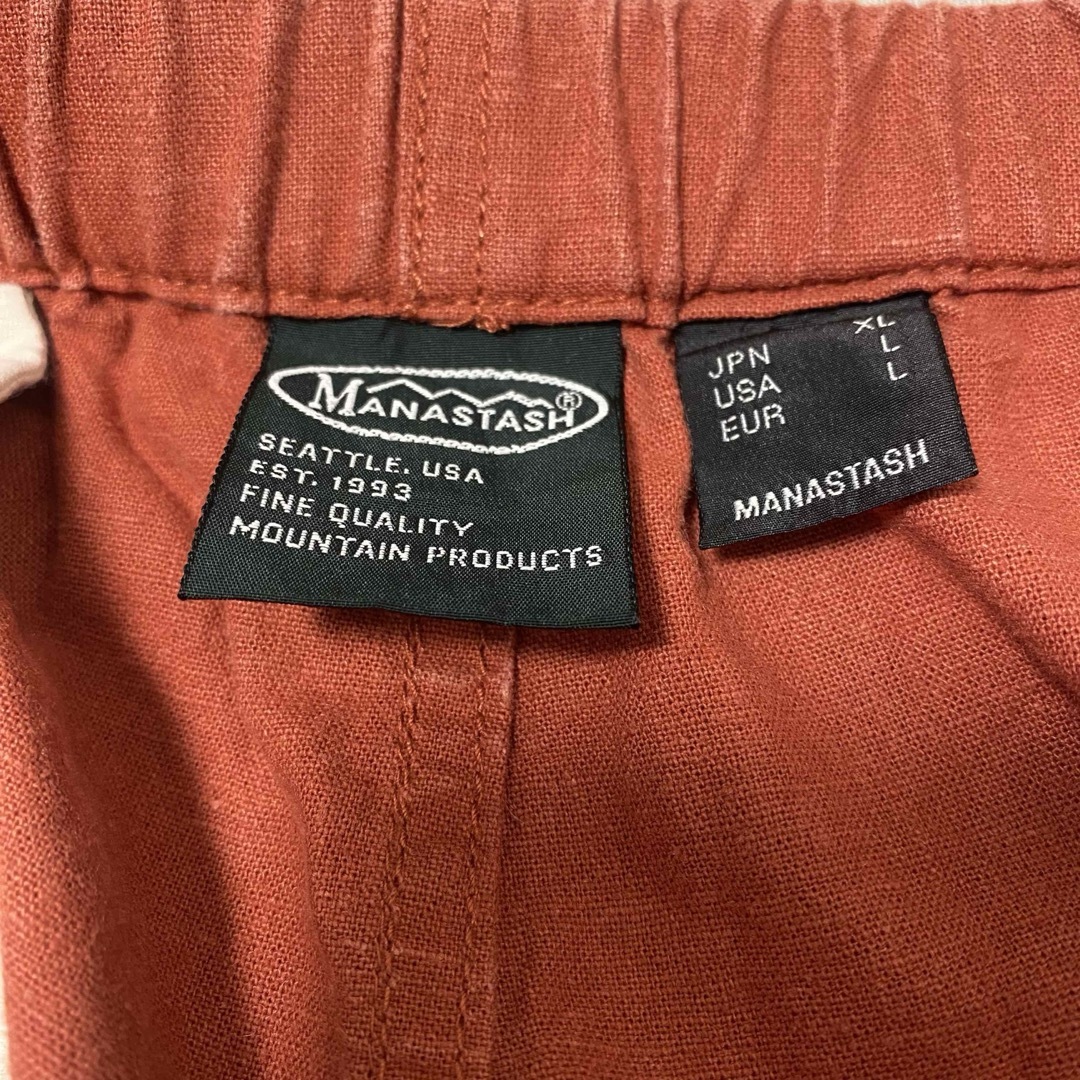 MANASTASH®
SEATTLE, USA
EST. 1993
FINE QUALITY
MOUNTAIN PRODUCTS
JPN XL
USA L
EUR L
MANASTASH